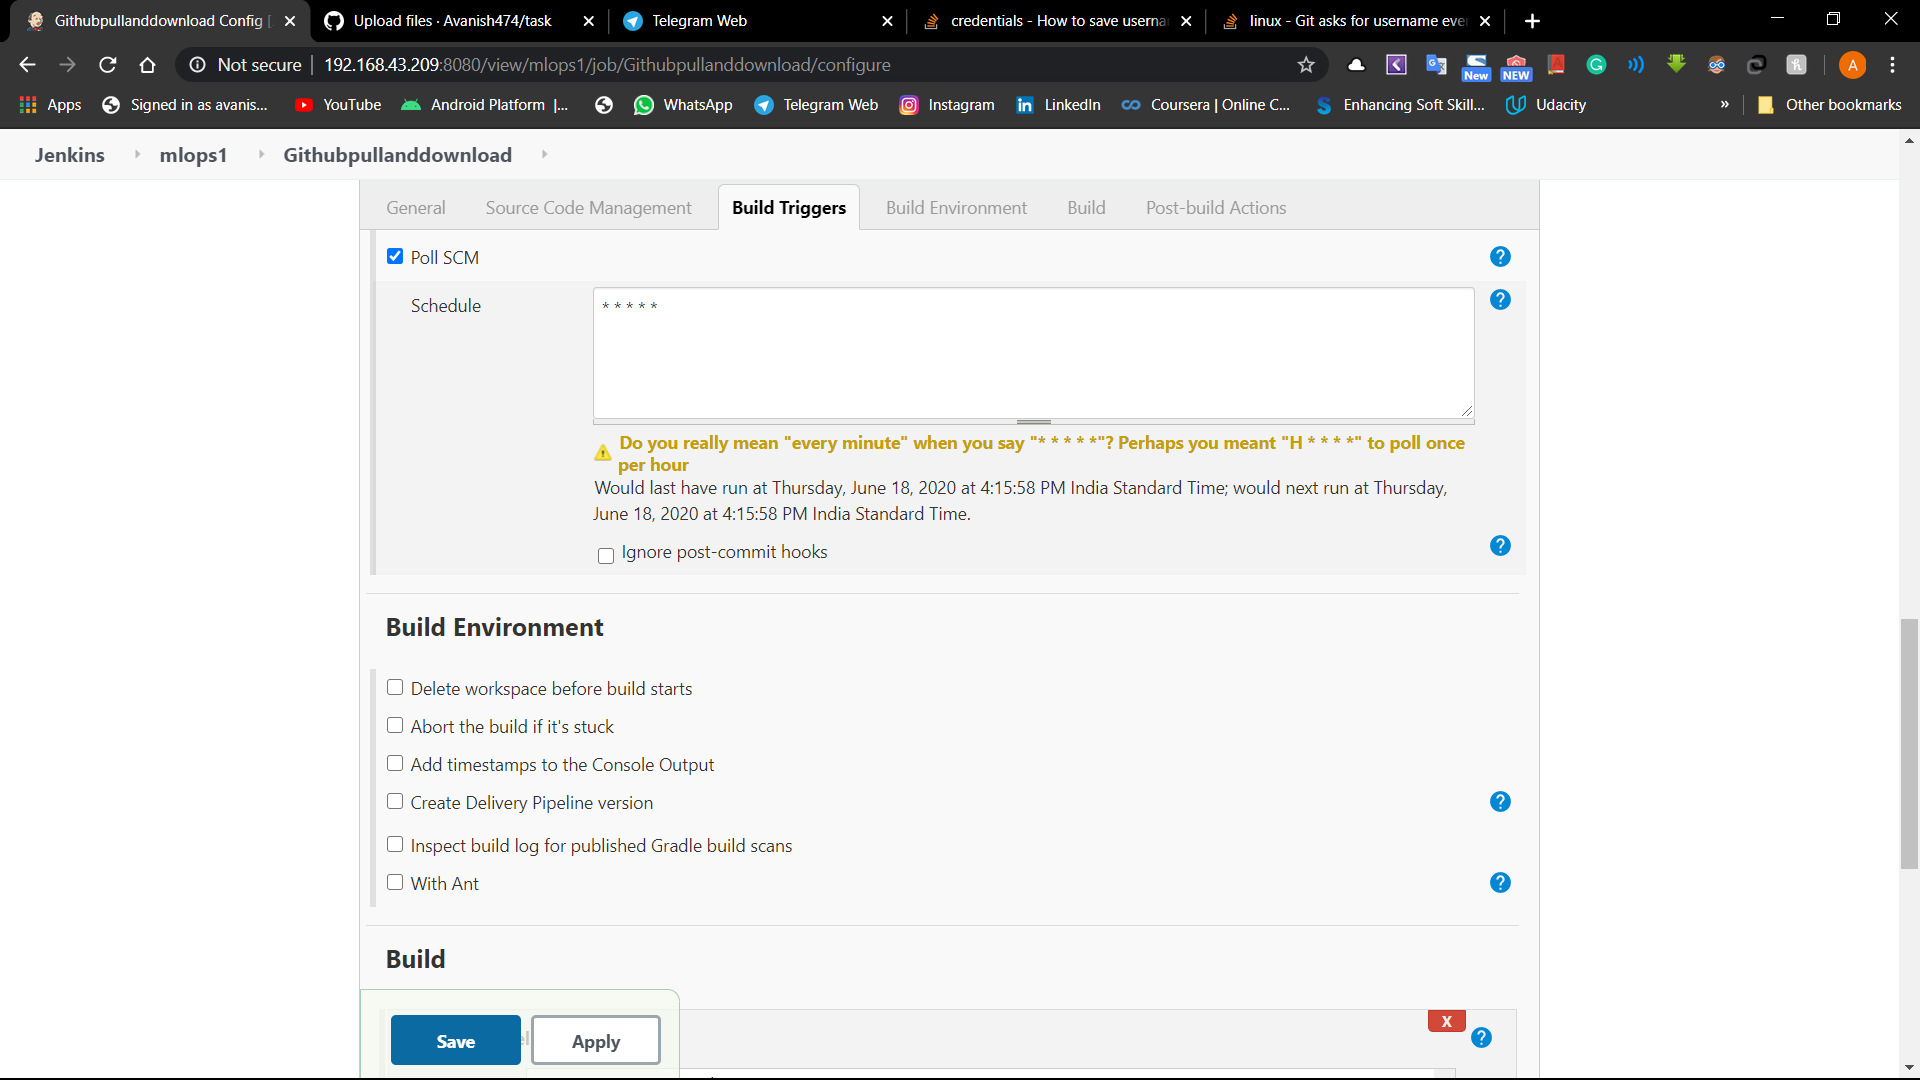 Githubpullanddownload Config [
Upload files · Avanish474/task
Telegram Web
credentials - How to save userna
linux - Git asks for username eve
Not secure
192.168.43.209:8080/view/mlops1/job/Githubpullanddownload/configure
New
NEW
A
Apps
Signed in as avanis...
YouTube
Android Platform |...
WhatsApp
Telegram Web
Instagram
LinkedIn
Coursera | Online C...
Enhancing Soft Skill...
Udacity
»
Other bookmarks
Jenkins
mlops1
Githubpullanddownload
General
Source Code Management
Build Triggers
Build Environment
Build
Post-build Actions
Poll SCM
Schedule
* * * * *
Do you really mean "every minute" when you say "* * * * *"? Perhaps you meant "H * * * *" to poll once
per hour
Would last have run at Thursday, June 18, 2020 at 4:15:58 PM India Standard Time; would next run at Thursday,
June 18, 2020 at 4:15:58 PM India Standard Time.
Ignore post-commit hooks
Build Environment
Delete workspace before build starts
Abort the build if it's stuck
Add timestamps to the Console Output
Create Delivery Pipeline version
Inspect build log for published Gradle build scans
With Ant
Build
X
Save
Apply